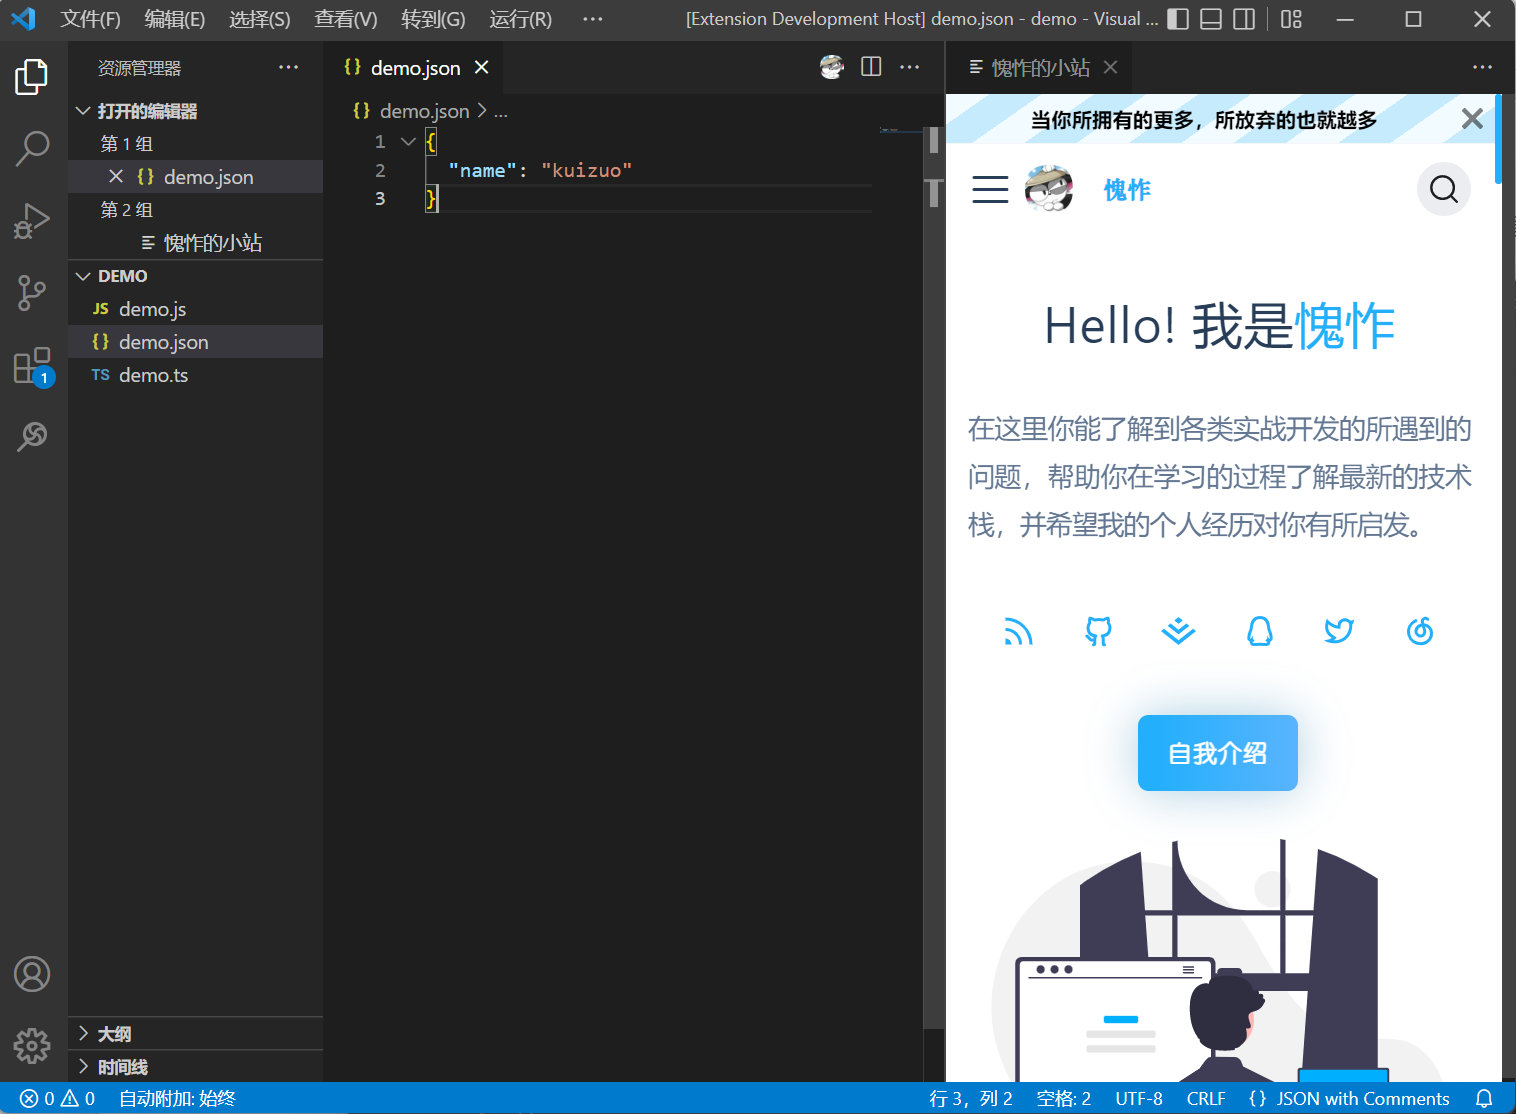 文件(F) 编辑(E) 选择(S) 查看(V) 转到(G) 运行(R) ··· [Extension Development Host] demo.json - demo - Visual ...
资源管理器 ···
打开的编辑器
第 1 组
{} demo.json
第 2 组
愧怍的小站
DEMO
JS demo.js
{} demo.json
TS demo.ts
1
大纲
时间线
{} demo.json ···
{} demo.json > ...
1 {
2 "name": "kuizuo"
3 }
愧怍的小站 ···
当你所拥有的更多，所放弃的也就越多
愧怍
Hello! 我是愧怍
在这里你能了解到各类实战开发的所遇到的
问题，帮助你在学习的过程了解最新的技术
栈，并希望我的个人经历对你有所启发。
自我介绍
0 0 自动附加: 始终 行 3，列 2 空格: 2 UTF-8 CRLF {} JSON with Comments